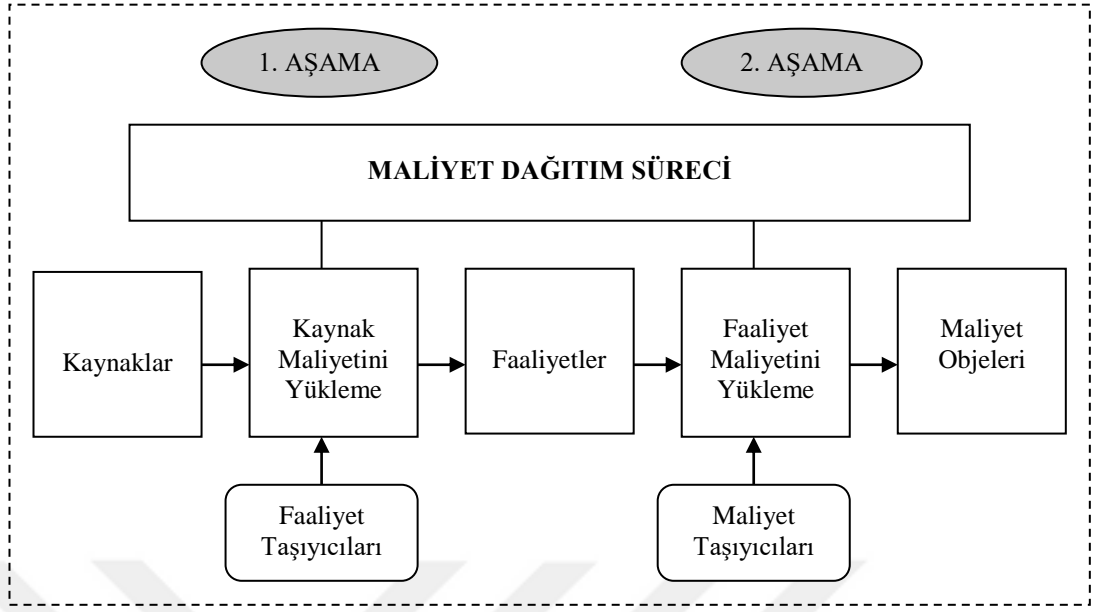 1. AŞAMA
2. AŞAMA
MALİYET DAĞITIM SÜRECİ
Kaynaklar
Kaynak
Maliyetini
Yükleme
Faaliyetler
Faaliyet
Maliyetini
Yükleme
Maliyet
Objeleri
Faaliyet
Taşıyıcıları
Maliyet
Taşıyıcıları